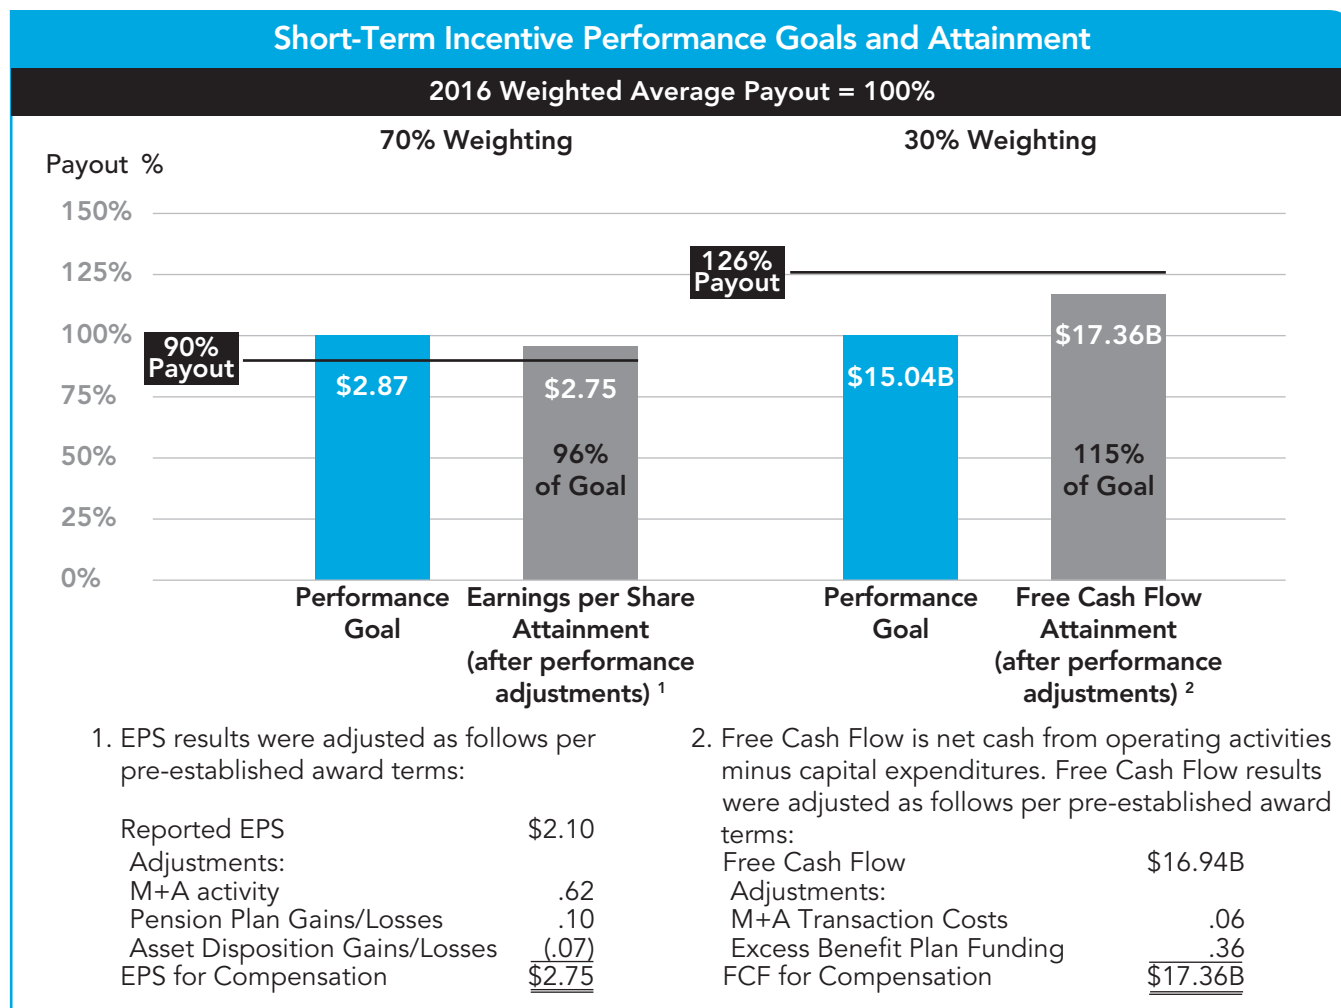 Short-Term Incentive Performance Goals and Attainment
2016 Weighted Average Payout = 100%
70% Weighting
30% Weighting
Payout %
150%
125%
100%
75%
50%
25%
0%
90%
Payout
$2.87
$2.75
96%
of Goal
126%
Payout
$15.04B
$17.36B
115%
of Goal
Performance
Goal
Earnings per Share
Attainment
(after performance
adjustments) 1
Performance
Goal
Free Cash Flow
Attainment
(after performance
adjustments) 2
1. EPS results were adjusted as follows per
pre-established award terms:
Reported EPS $2.10
Adjustments:
M+A activity .62
Pension Plan Gains/Losses .10
Asset Disposition Gains/Losses (.07)
EPS for Compensation $2.75
2. Free Cash Flow is net cash from operating activities
minus capital expenditures. Free Cash Flow results
were adjusted as follows per pre-established award
terms:
Free Cash Flow $16.94B
Adjustments:
M+A Transaction Costs .06
Excess Benefit Plan Funding .36
FCF for Compensation $17.36B